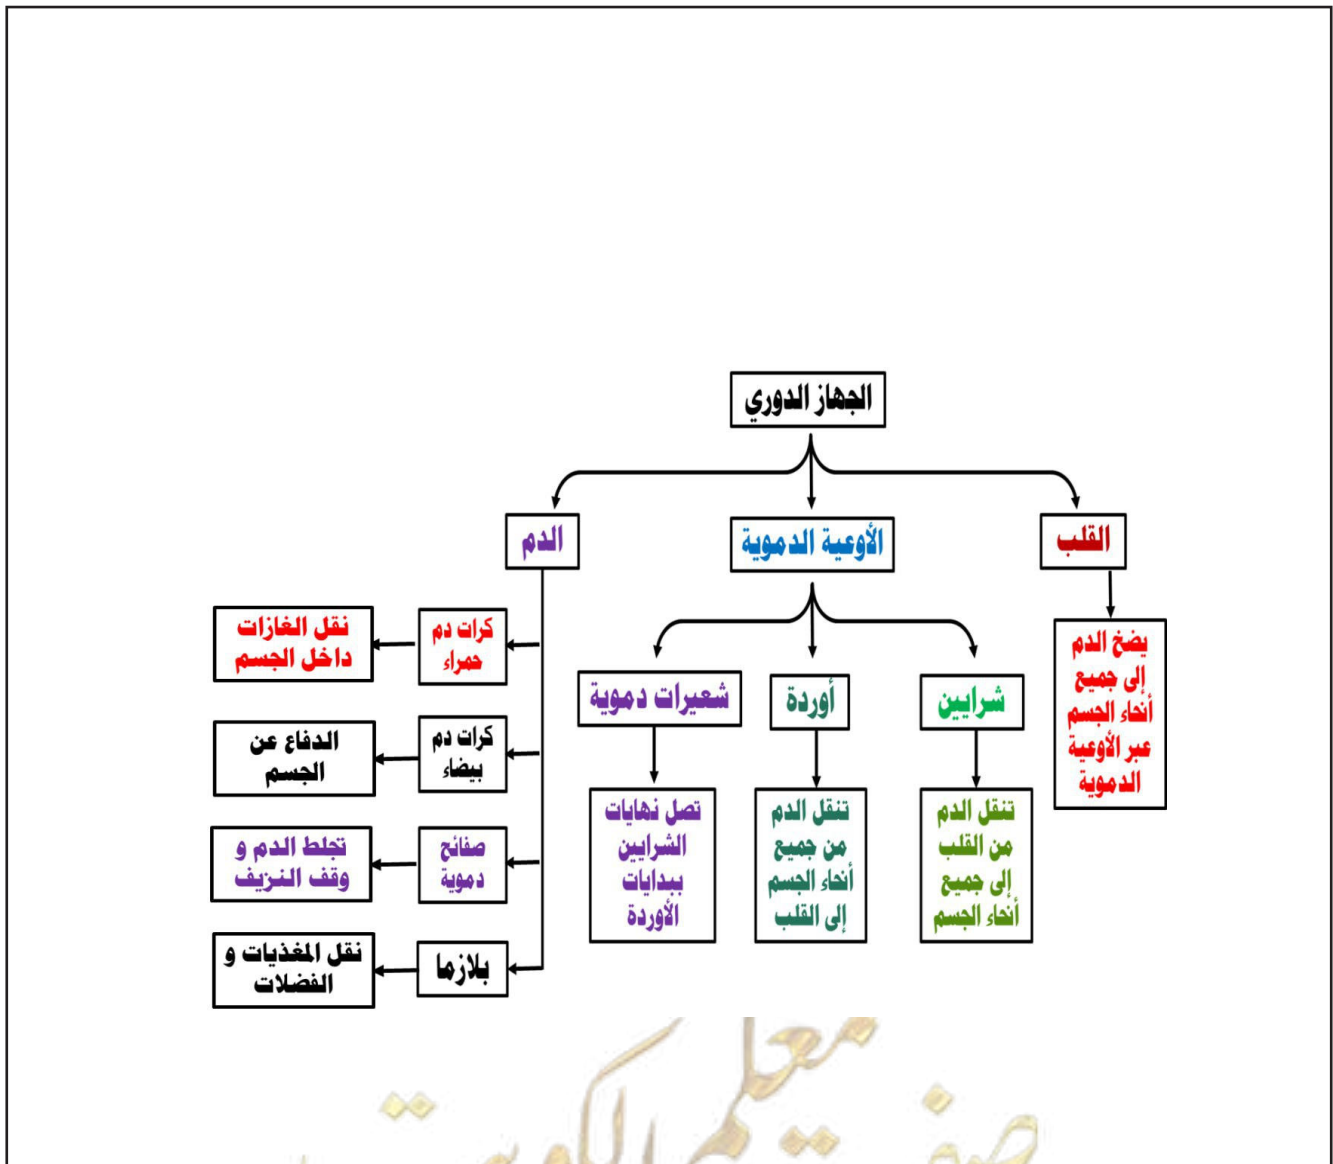 الجهاز الدوري
القلب
الأوعية الدموية
الدم
يضخ الدم
إلى جميع
أنحاء الجسم
عبر الأوعية
الدموية
شرايين
أوردة
شعيرات دموية
تنقل الدم
من القلب
إلى جميع
أنحاء الجسم
تنقل الدم
من جميع
أنحاء الجسم
إلى القلب
تصل نهايات
الشرايين
ببدايات
الأوردة
كرات دم
حمراء
نقل الغازات
داخل الجسم
كرات دم
بيضاء
الدفاع عن
الجسم
صفائح
دموية
تجلط الدم و
وقف النزيف
بلازما
نقل المغذيات و
الفضلات
معلم